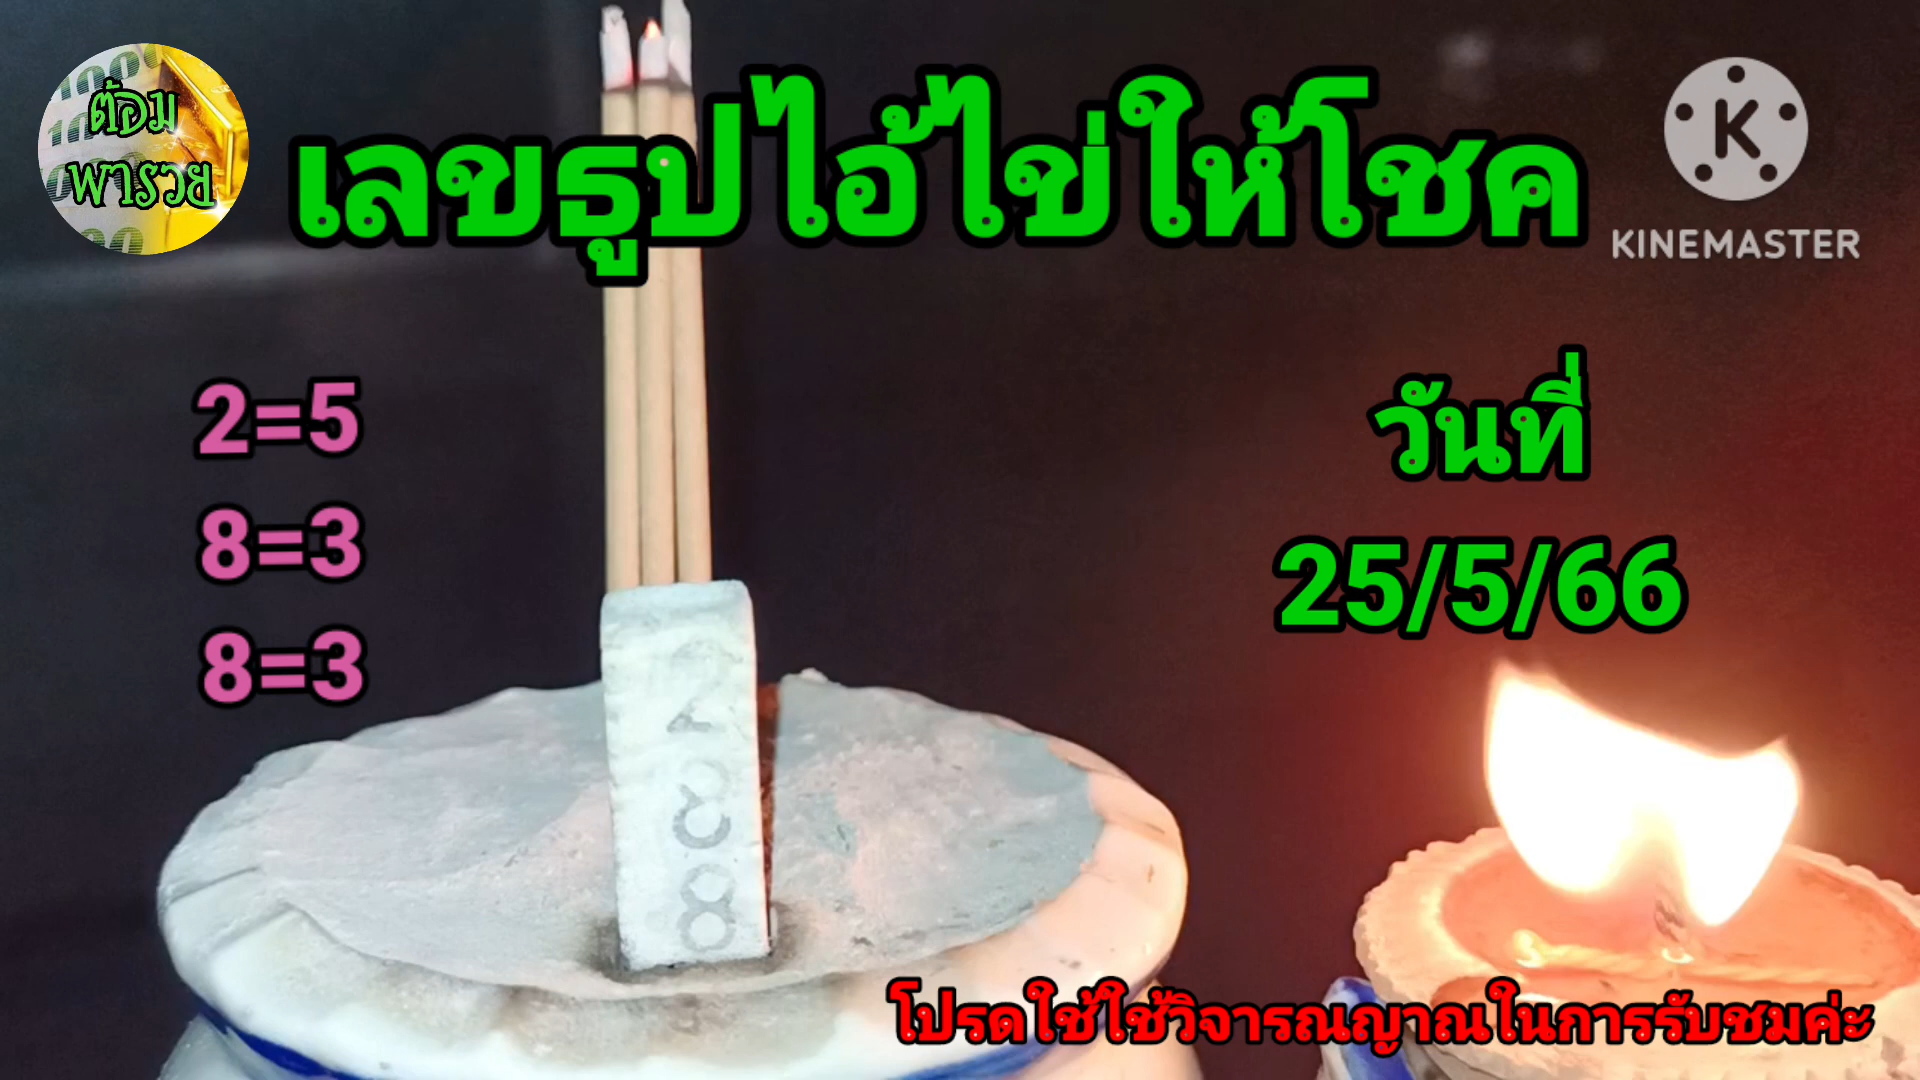 ต้อม
พารวย
เลขธูปไอ้ไข่ให้โชค
K
KINEMASTER
2=5
8=3
8=3
วันที่
25/5/66
โปรดใช้ใช้วิจารณญาณในการรับชมค่ะ